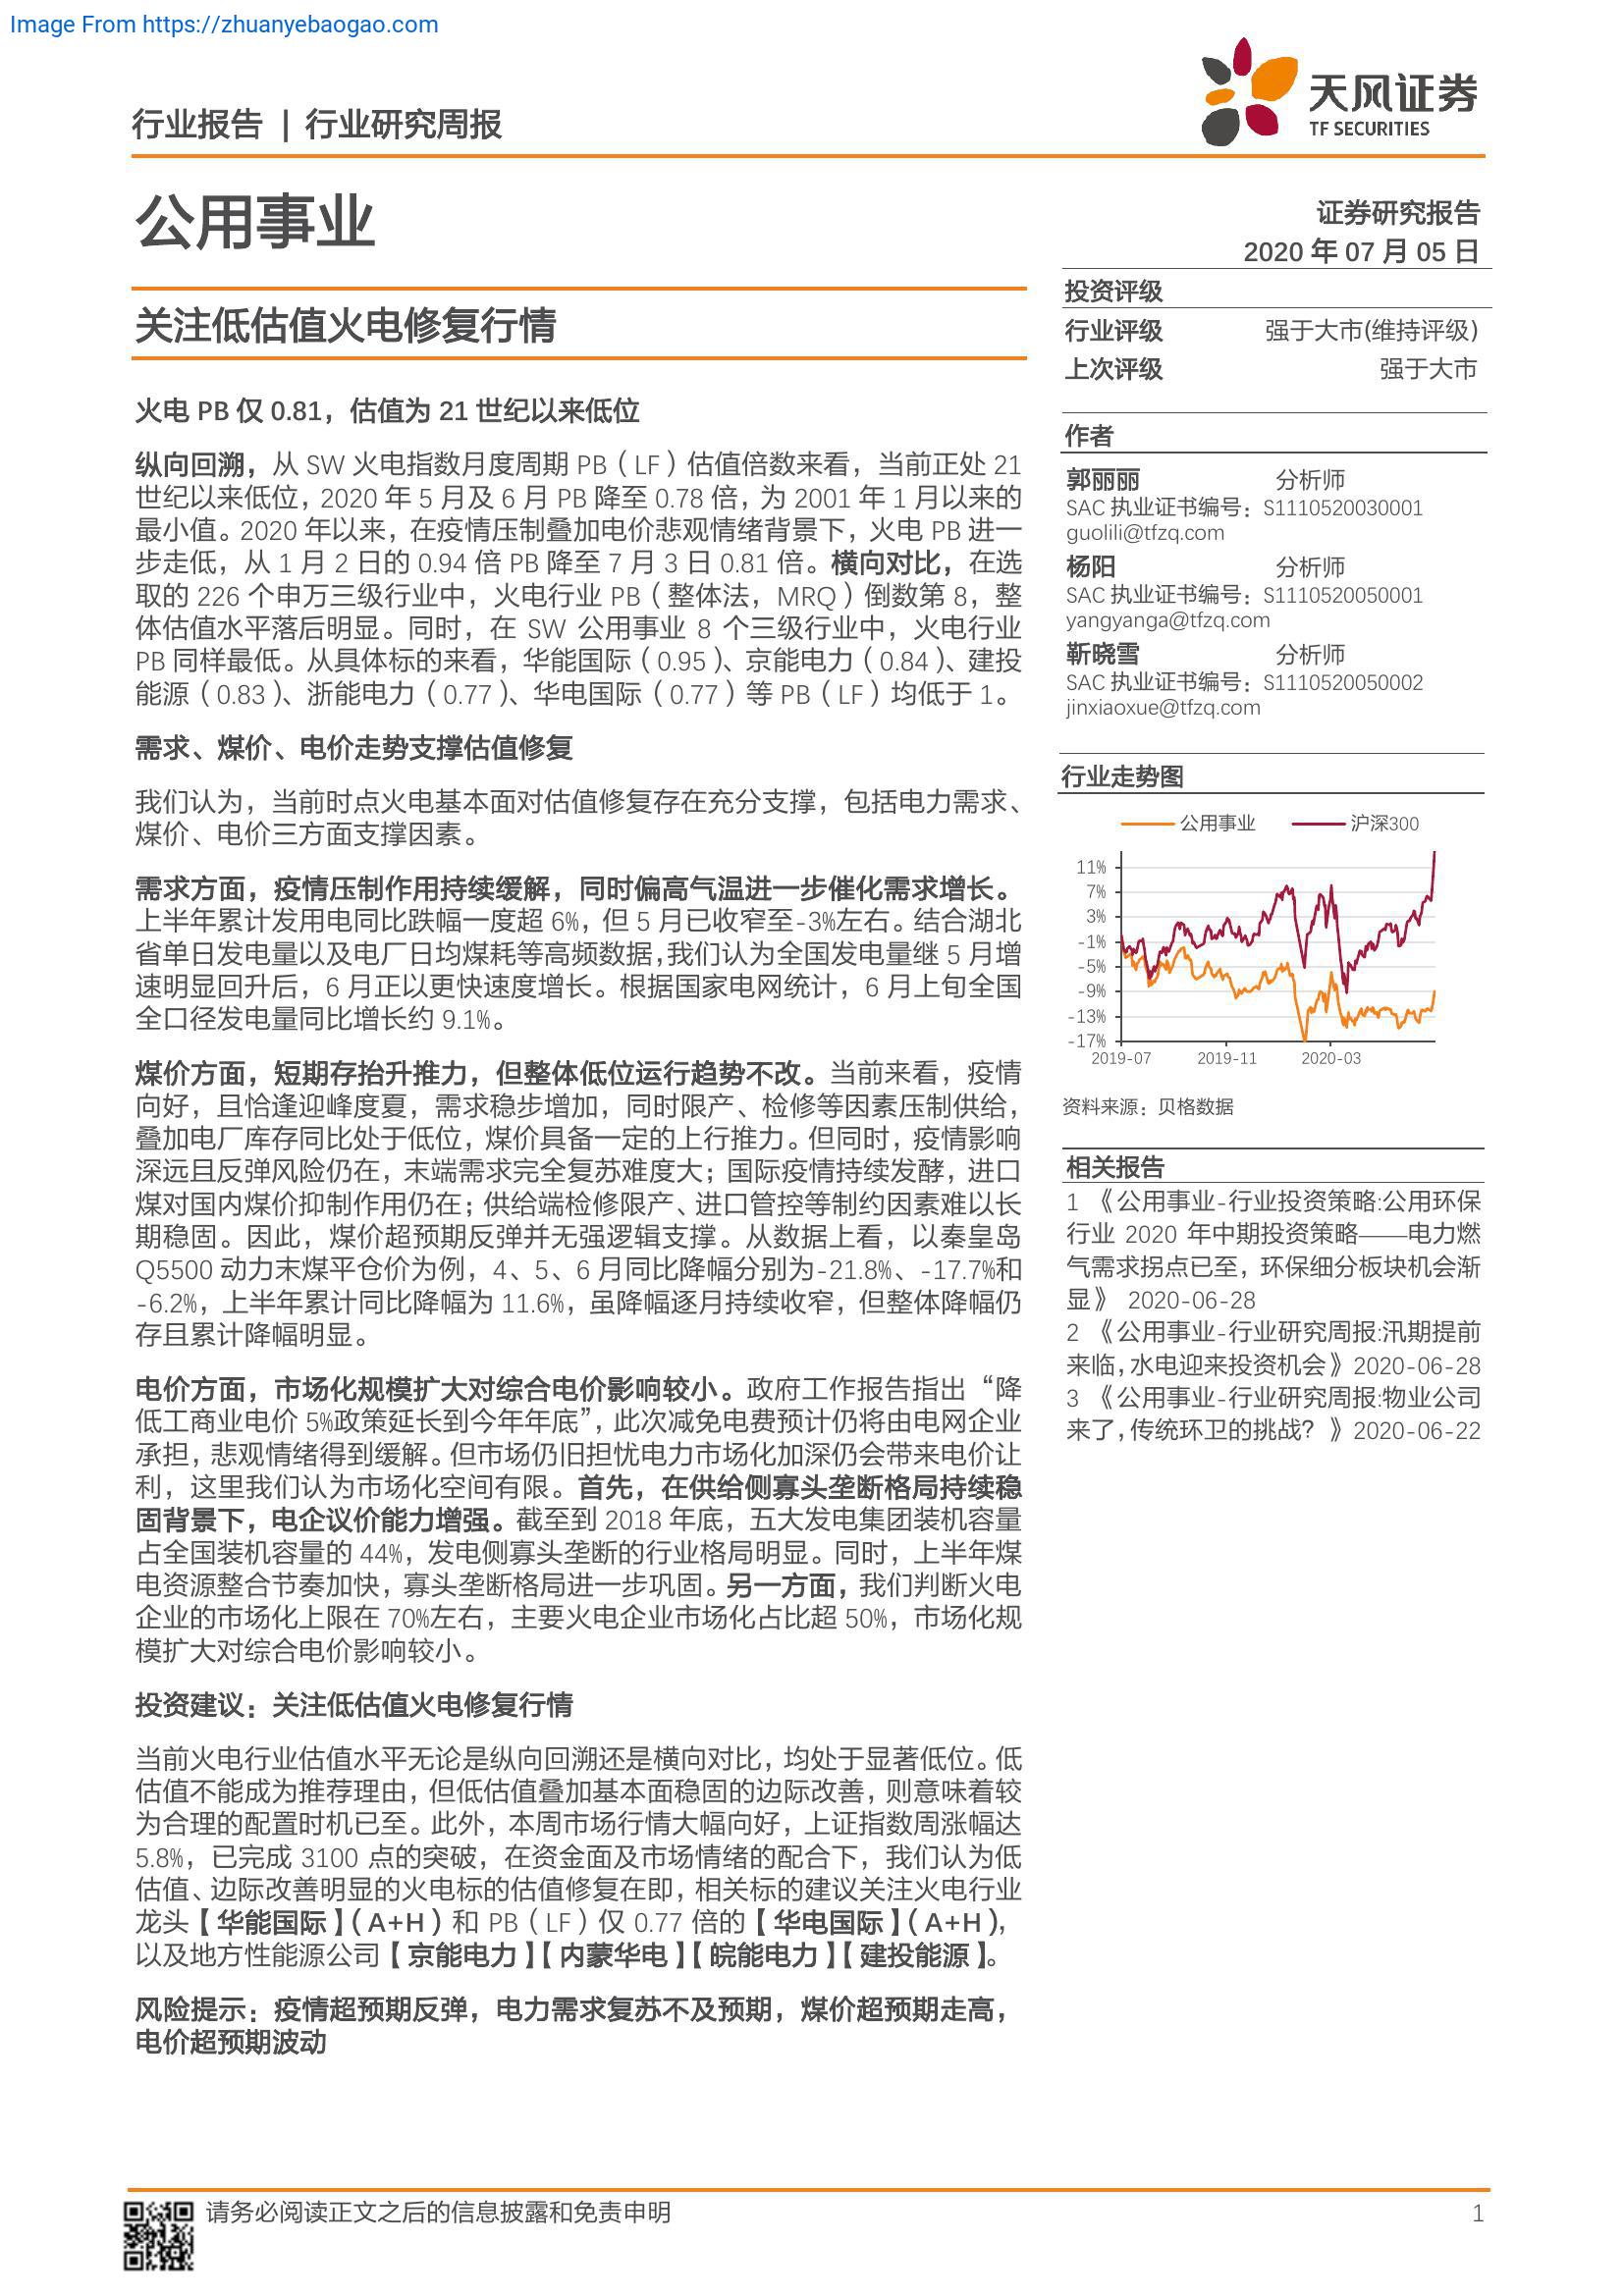 Image From https://zhuanyebaogao.com
行业报告 | 行业研究周报
天风证券
TF SECURITIES
公用事业
证券研究报告
2020 年 07 月 05 日
关注低估值火电修复行情
火电 PB 仅 0.81，估值为 21 世纪以来低位
纵向回溯，从 SW 火电指数月度周期 PB（LF）估值倍数来看，当前正处 21
世纪以来低位，2020 年 5 月及 6 月 PB 降至 0.78 倍，为 2001 年 1 月以来的
最小值。2020 年以来，在疫情压制叠加电价悲观情绪背景下，火电 PB 进一
步走低，从 1 月 2 日的 0.94 倍 PB 降至 7 月 3 日 0.81 倍。横向对比，在选
取的 226 个申万三级行业中，火电行业 PB（整体法，MRQ）倒数第 8，整
体估值水平落后明显。同时，在 SW 公用事业 8 个三级行业中，火电行业
PB 同样最低。从具体标的来看，华能国际（0.95）、京能电力（0.84）、建投
能源（0.83）、浙能电力（0.77）、华电国际（0.77）等 PB（LF）均低于 1。
需求、煤价、电价走势支撑估值修复
我们认为，当前时点火电基本面对估值修复存在充分支撑，包括电力需求、
煤价、电价三方面支撑因素。
需求方面，疫情压制作用持续缓解，同时偏高气温进一步催化需求增长。
上半年累计发用电同比跌幅一度超 6%，但 5 月已收窄至-3%左右。结合湖北
省单日发电量以及电厂日均煤耗等高频数据，我们认为全国发电量继 5 月增
速明显回升后，6 月正以更快速度增长。根据国家电网统计，6 月上旬全国
全口径发电量同比增长约 9.1%。
煤价方面，短期存抬升推力，但整体低位运行趋势不改。当前来看，疫情
向好，且恰逢迎峰度夏，需求稳步增加，同时限产、检修等因素压制供给，
叠加电厂库存同比处于低位，煤价具备一定的上行推力。但同时，疫情影响
深远且反弹风险仍在，末端需求完全复苏难度大；国际疫情持续发酵，进口
煤对国内煤价抑制作用仍在；供给端检修限产、进口管控等制约因素难以长
期稳固。因此，煤价超预期反弹并无强逻辑支撑。从数据上看，以秦皇岛
Q5500 动力末煤平仓价为例，4、5、6 月同比降幅分别为-21.8%、-17.7%和
-6.2%，上半年累计同比降幅为 11.6%，虽降幅逐月持续收窄，但整体降幅仍
存且累计降幅明显。
电价方面，市场化规模扩大对综合电价影响较小。政府工作报告指出“降
低工商业电价 5%政策延长到今年年底”，此次减免电费预计仍将由电网企业
承担，悲观情绪得到缓解。但市场仍旧担忧电力市场化加深仍会带来电价让
利，这里我们认为市场化空间有限。首先，在供给侧寡头垄断格局持续稳
固背景下，电企议价能力增强。截至到 2018 年底，五大发电集团装机容量
占全国装机容量的 44%，发电侧寡头垄断的行业格局明显。同时，上半年煤
电资源整合节奏加快，寡头垄断格局进一步巩固。另一方面，我们判断火电
企业的市场化上限在 70%左右，主要火电企业市场化占比超 50%，市场化规
模扩大对综合电价影响较小。
投资建议：关注低估值火电修复行情
当前火电行业估值水平无论是纵向回溯还是横向对比，均处于显著低位。低
估值不能成为推荐理由，但低估值叠加基本面稳固的边际改善，则意味着较
为合理的配置时机已至。此外，本周市场行情大幅向好，上证指数周涨幅达
5.8%，已完成 3100 点的突破，在资金面及市场情绪的配合下，我们认为低
估值、边际改善明显的火电标的估值修复在即，相关标的建议关注火电行业
龙头【华能国际】（A+H）和 PB（LF）仅 0.77 倍的【华电国际】（A+H），
以及地方性能源公司【京能电力】【内蒙华电】【皖能电力】【建投能源】。
风险提示：疫情超预期反弹，电力需求复苏不及预期，煤价超预期走高，
电价超预期波动
投资评级
行业评级 强于大市(维持评级)
上次评级 强于大市
作者
郭丽丽 分析师
SAC 执业证书编号：S1110520030001
guolili@tfzq.com
杨阳 分析师
SAC 执业证书编号：S1110520050001
yangyanga@tfzq.com
靳晓雪 分析师
SAC 执业证书编号：S1110520050002
jinxiaoxue@tfzq.com
行业走势图
公用事业 沪深300
11%
7%
3%
-1%
-5%
-9%
-13%
-17%
2019-07 2019-11 2020-03
资料来源：贝格数据
相关报告
1 《公用事业-行业投资策略:公用环保
行业 2020 年中期投资策略——电力燃
气需求拐点已至，环保细分板块机会渐
显》 2020-06-28
2 《公用事业-行业研究周报:汛期提前
来临,水电迎来投资机会》2020-06-28
3 《公用事业-行业研究周报:物业公司
来了,传统环卫的挑战？》2020-06-22
请务必阅读正文之后的信息披露和免责申明
1